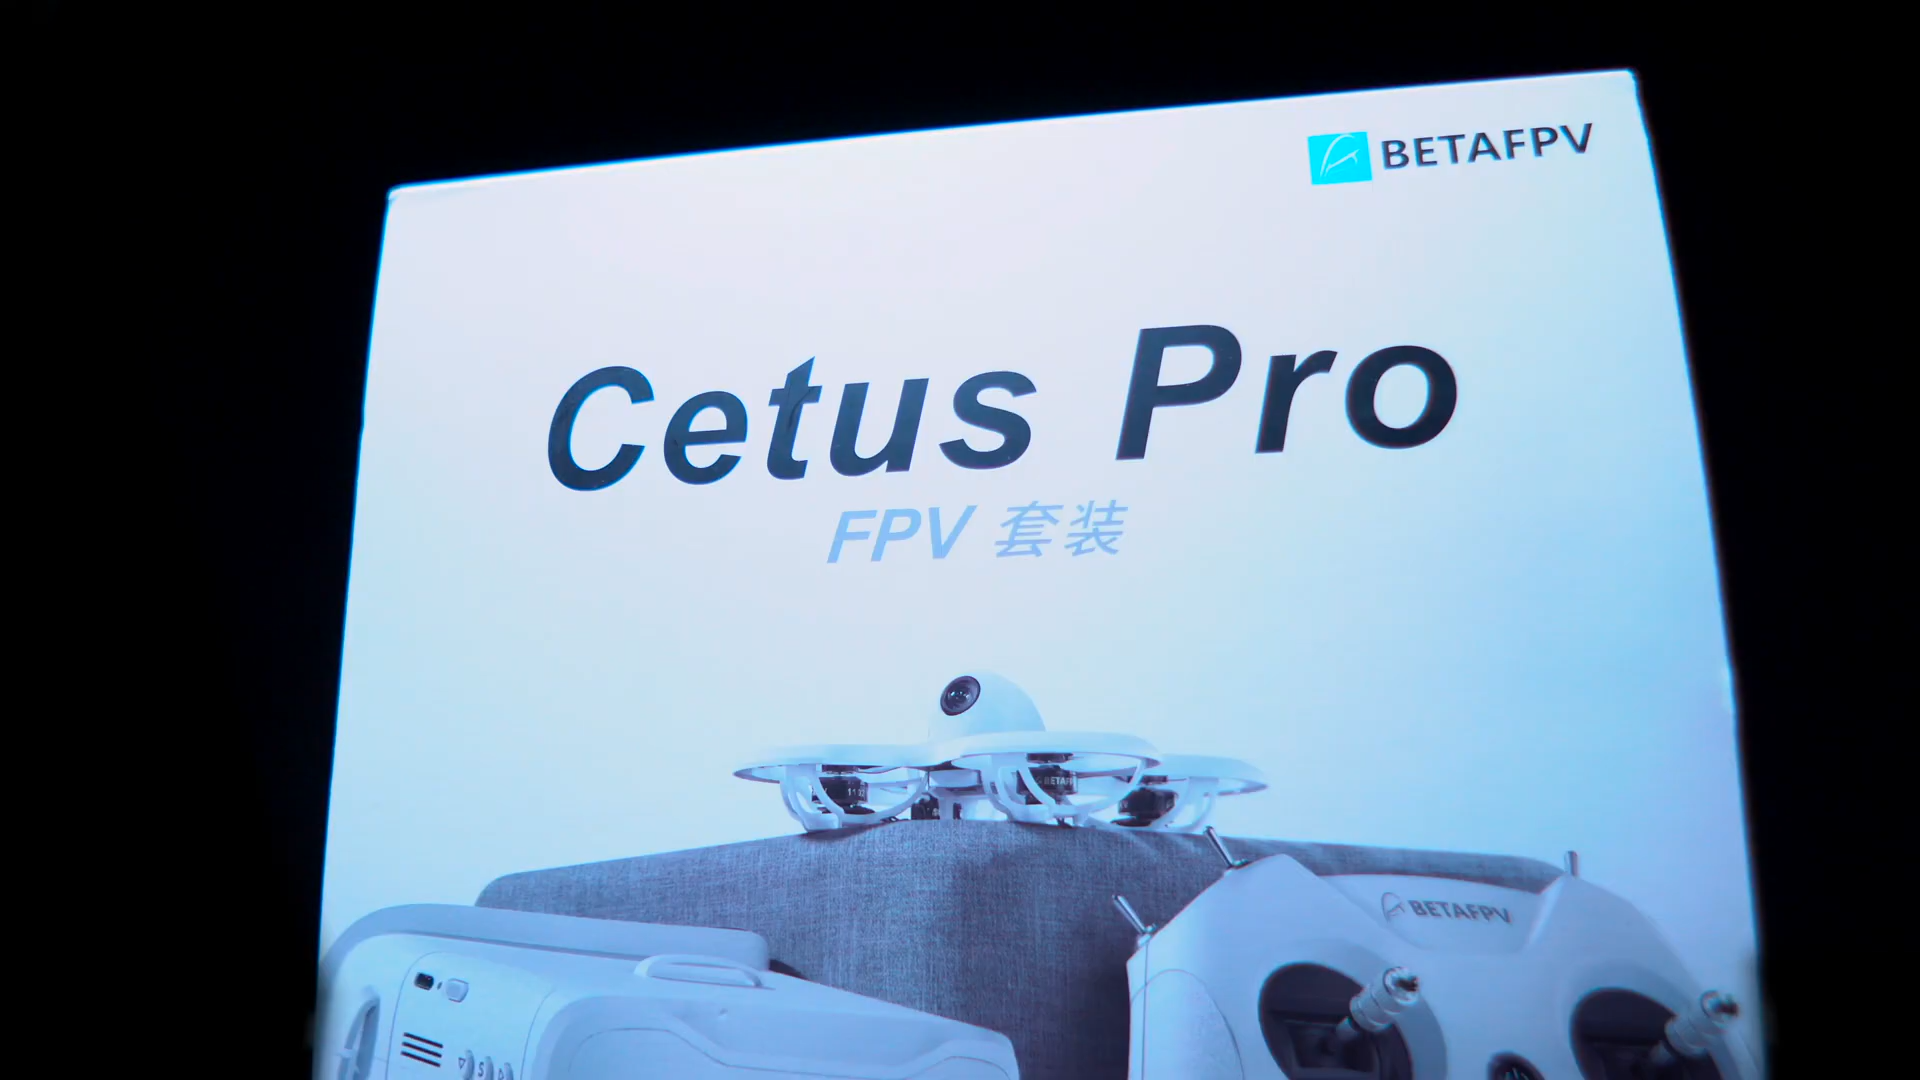 BETAFPV
Cetus Pro
FPV 套装
BETAFPV
S